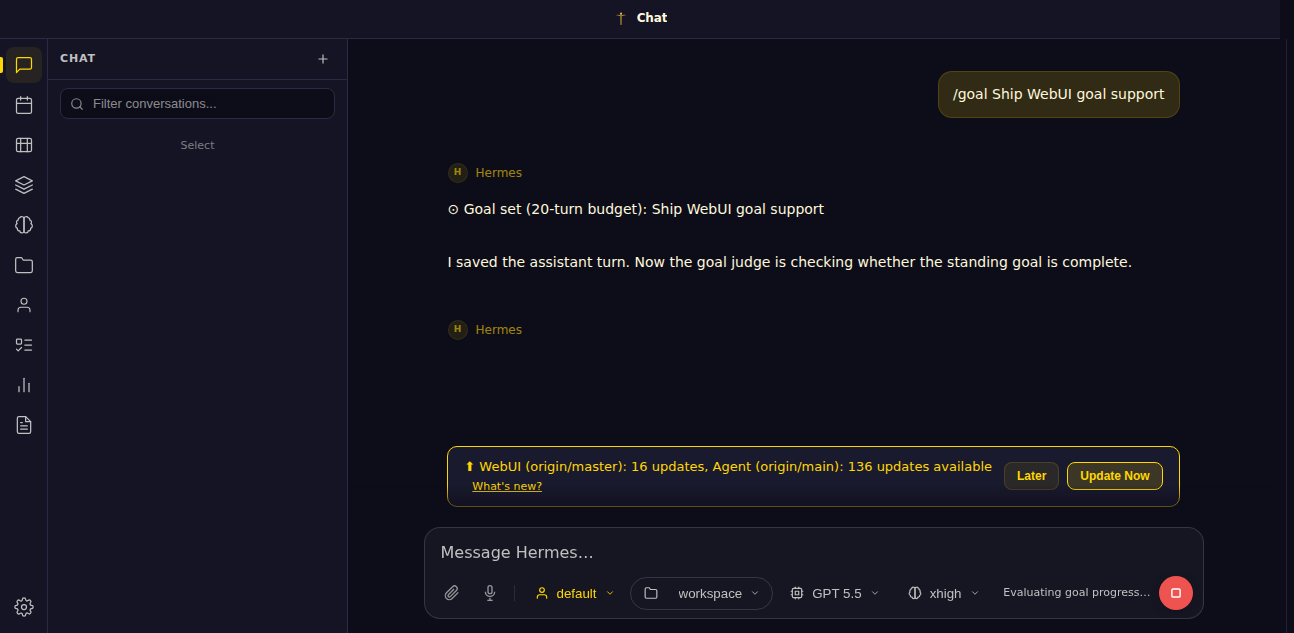 Chat
CHAT
Filter conversations...
Select
/goal Ship WebUI goal support
H Hermes
⊙ Goal set (20-turn budget): Ship WebUI goal support
I saved the assistant turn. Now the goal judge is checking whether the standing goal is complete.
H Hermes
⬆ WebUI (origin/master): 16 updates, Agent (origin/main): 136 updates available
What's new?
Later
Update Now
Message Hermes...
default workspace GPT 5.5 xhigh Evaluating goal progress...